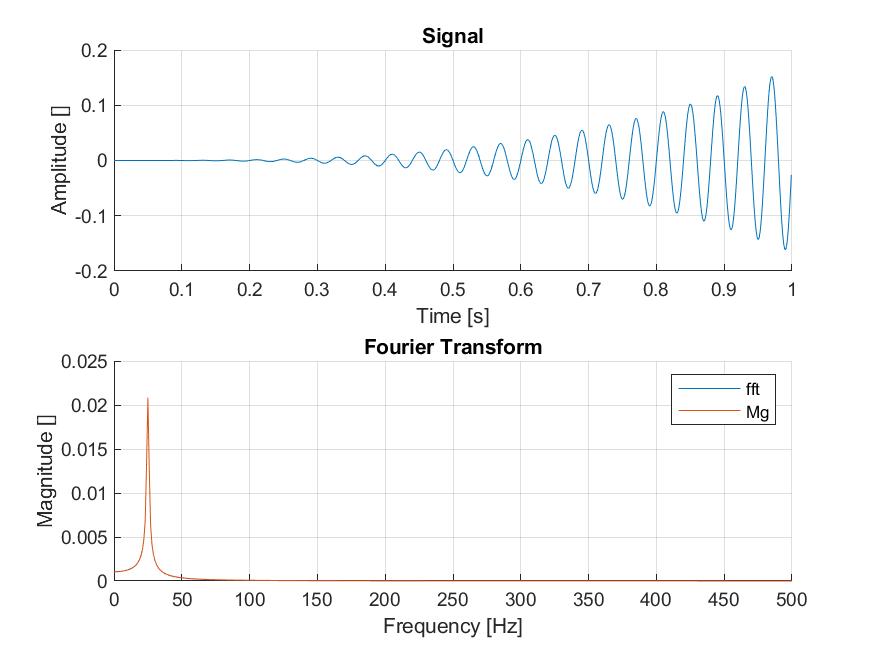 Signal
0.2
0.1
0
-0.1
-0.2
Amplitude []
0 0.1 0.2 0.3 0.4 0.5 0.6 0.7 0.8 0.9 1
Time [s]
Fourier Transform
0.025
0.02
0.015
0.01
0.005
0
Magnitude []
fft
Mg
0 50 100 150 200 250 300 350 400 450 500
Frequency [Hz]